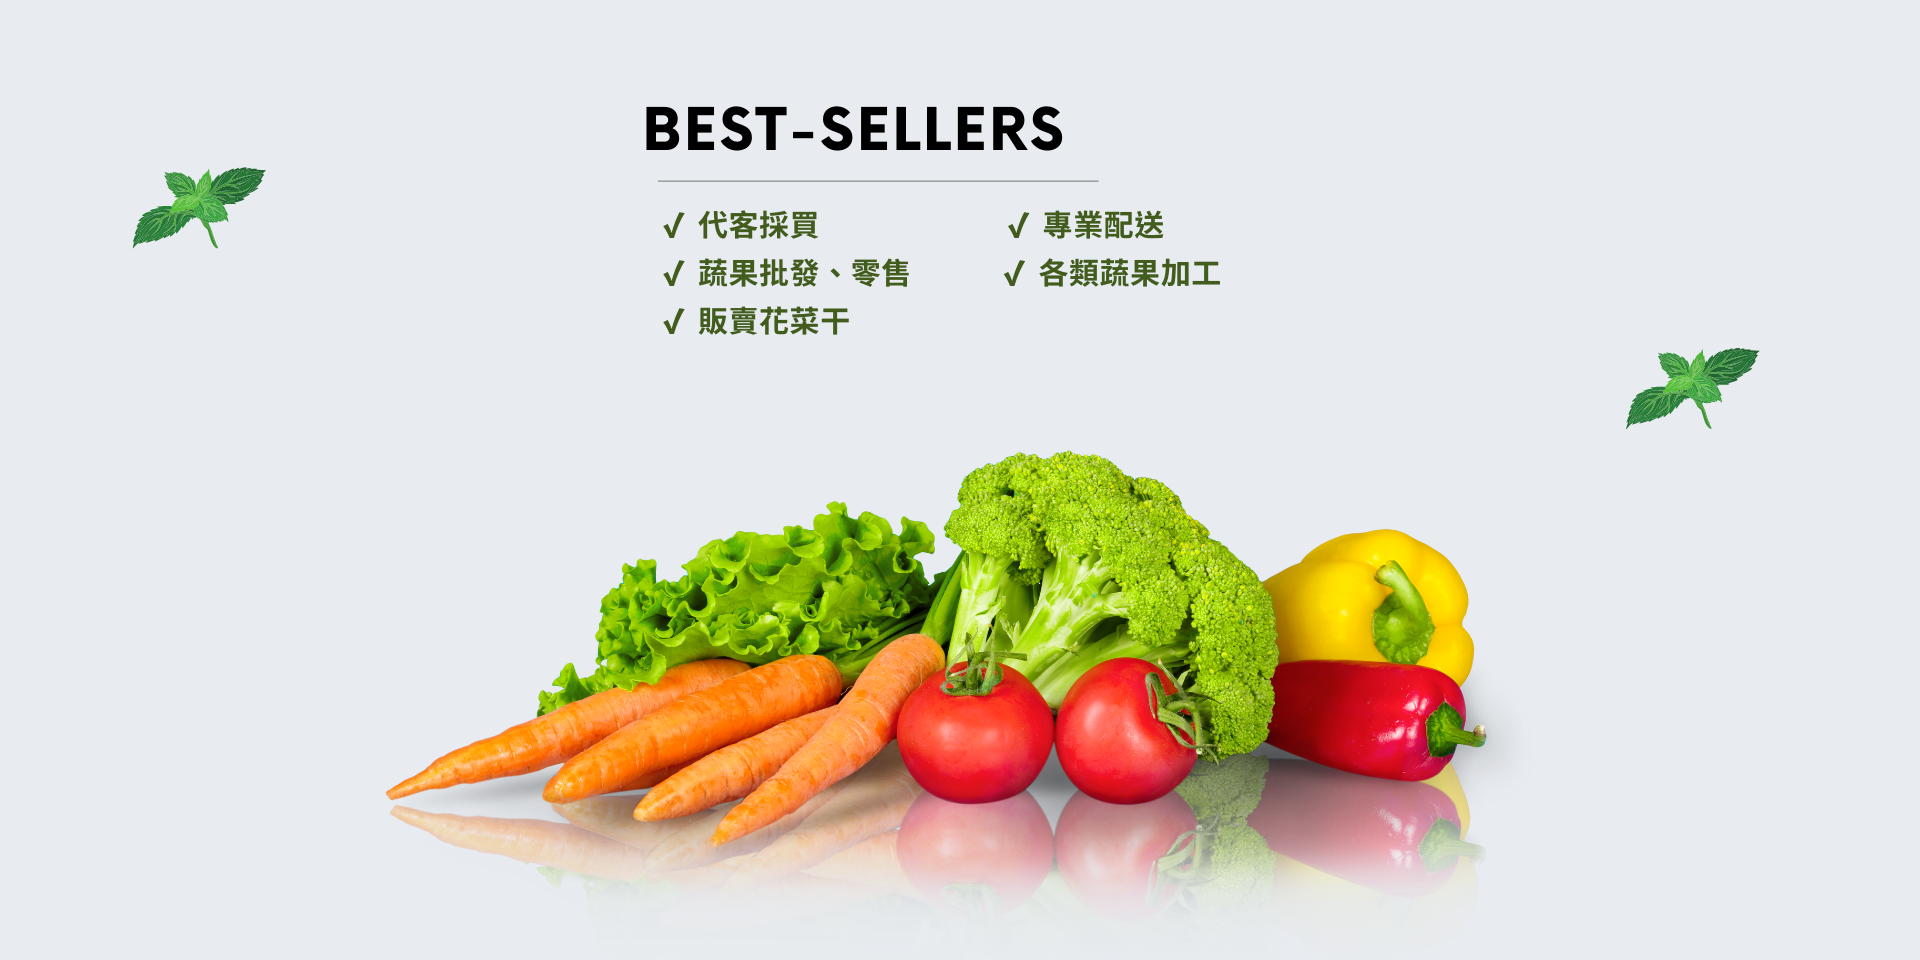 BEST-SELLERS
✓ 代客採買
✓ 蔬果批發、零售
✓ 販賣花菜干
✓ 專業配送
✓ 各類蔬果加工